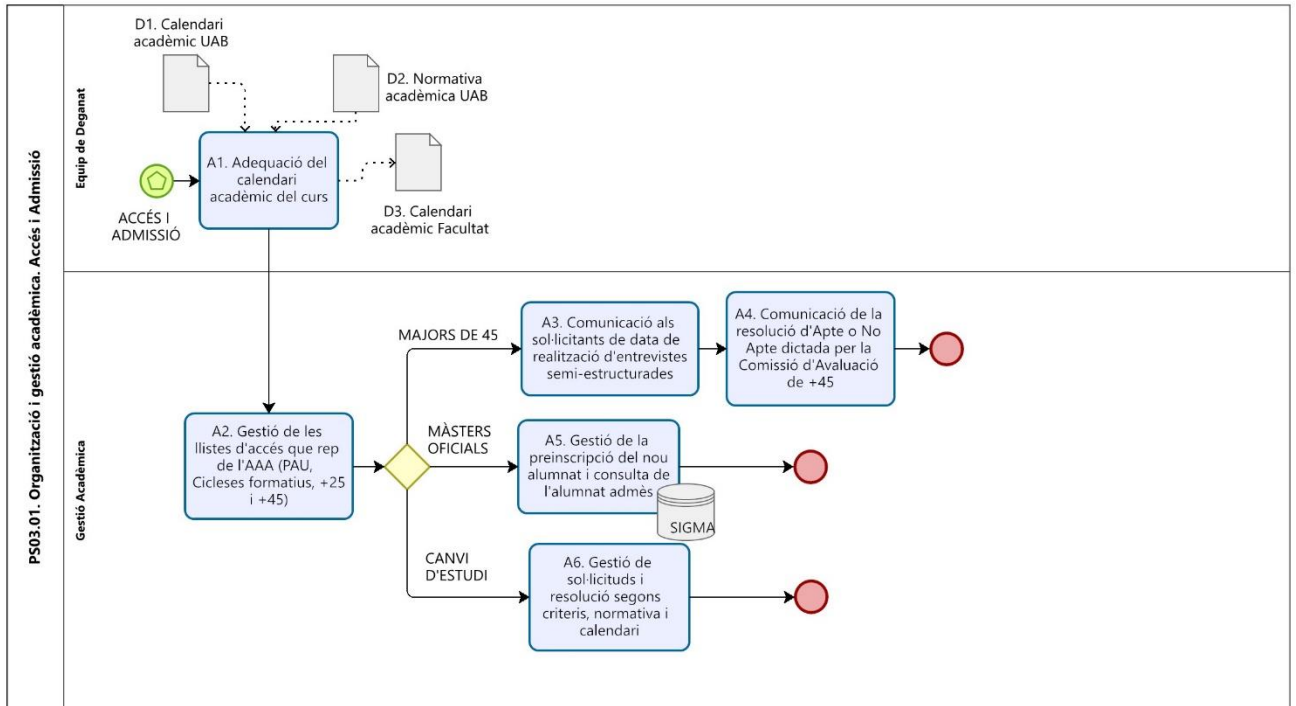 PS03.01. Organització i gestió acadèmica. Accés i Admissió
Equip de Deganat
D1. Calendari
acadèmic UAB
D2. Normativa
acadèmica UAB
A1. Adequació del
calendari
acadèmic del curs
ACCÉS I
ADMISSIÓ
D3. Calendari
acadèmic Facultat
Gestió Acadèmica
A2. Gestió de les
llistes d'accés que rep
de l'AAA (PAU,
Cicleses formatius, +25
i +45)
MAJORS DE 45
A3. Comunicació als
sol·licitants de data de
realització d'entrevistes
semi-estructurades
A4. Comunicació de la
resolució d'Apte o No
Apte dictada per la
Comissió d'Avaluació
de +45
MÀSTERS
OFICIALS
A5. Gestió de la
preinscripció del nou
alumnat i consulta de
l'alumnat admès
SIGMA
CANVI
D'ESTUDI
A6. Gestió de
sol·licituds i
resolució segons
criteris, normativa i
calendari